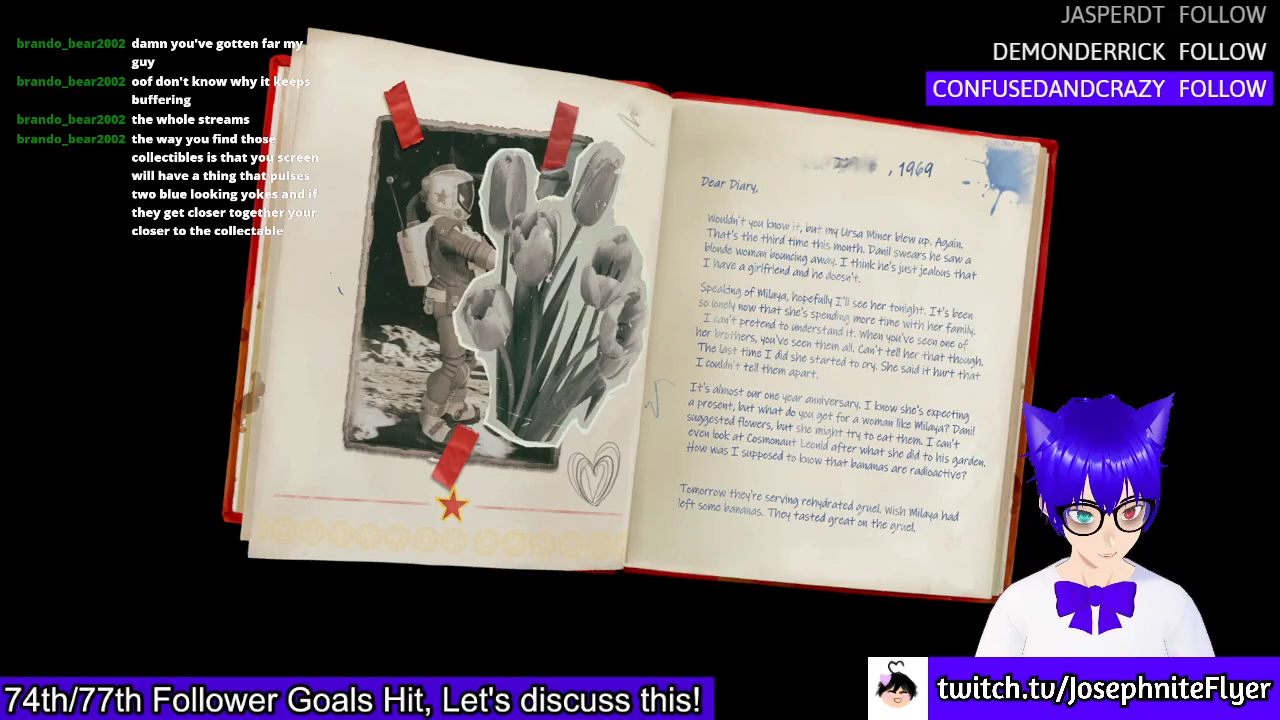 JASPERDT FOLLOW
DEMONDERRICK FOLLOW
CONFUSEDANDCRAZY FOLLOW
brando_bear2002 damn you've gotten far my
guy
brando_bear2002 oof don't know why it keeps
buffering
brando_bear2002 the whole streams
brando_bear2002 the way you find those
collectibles is that you screen
will have a thing that pulses
two blue looking yokes and if
they get closer together your
closer to the collectable
, 1969
Dear Diary,
Wouldn't you know it, but my Ursa Miner blew up. Again.
That's the third time this month. Danil swears he saw a
blonde woman bouncing away. I think he's just jealous that
I have a girlfriend and he doesn't.
Speaking of Milaya, hopefully I'll see her tonight. It's been
so lonely now that she's spending more time with her family.
I can't pretend to understand it. When you've seen one of
her brothers, you've seen them all. Can't tell her that though.
The last time I did she started to cry. She said it hurt that
I couldn't tell them apart.
It's almost our one year anniversary. I know she's expecting
a present, but what do you get for a woman like Milaya? Danil
suggested flowers, but she might try to eat them. I can't
even look at Cosmonaut Leonid after what she did to his garden.
How was I supposed to know that bananas are radioactive?
Tomorrow they're serving rehydrated gruel. Wish Milaya had
left some bananas. They tasted great on the gruel.
74th/77th Follower Goals Hit, Let's discuss this!
twitch.tv/JosephniteFlyer